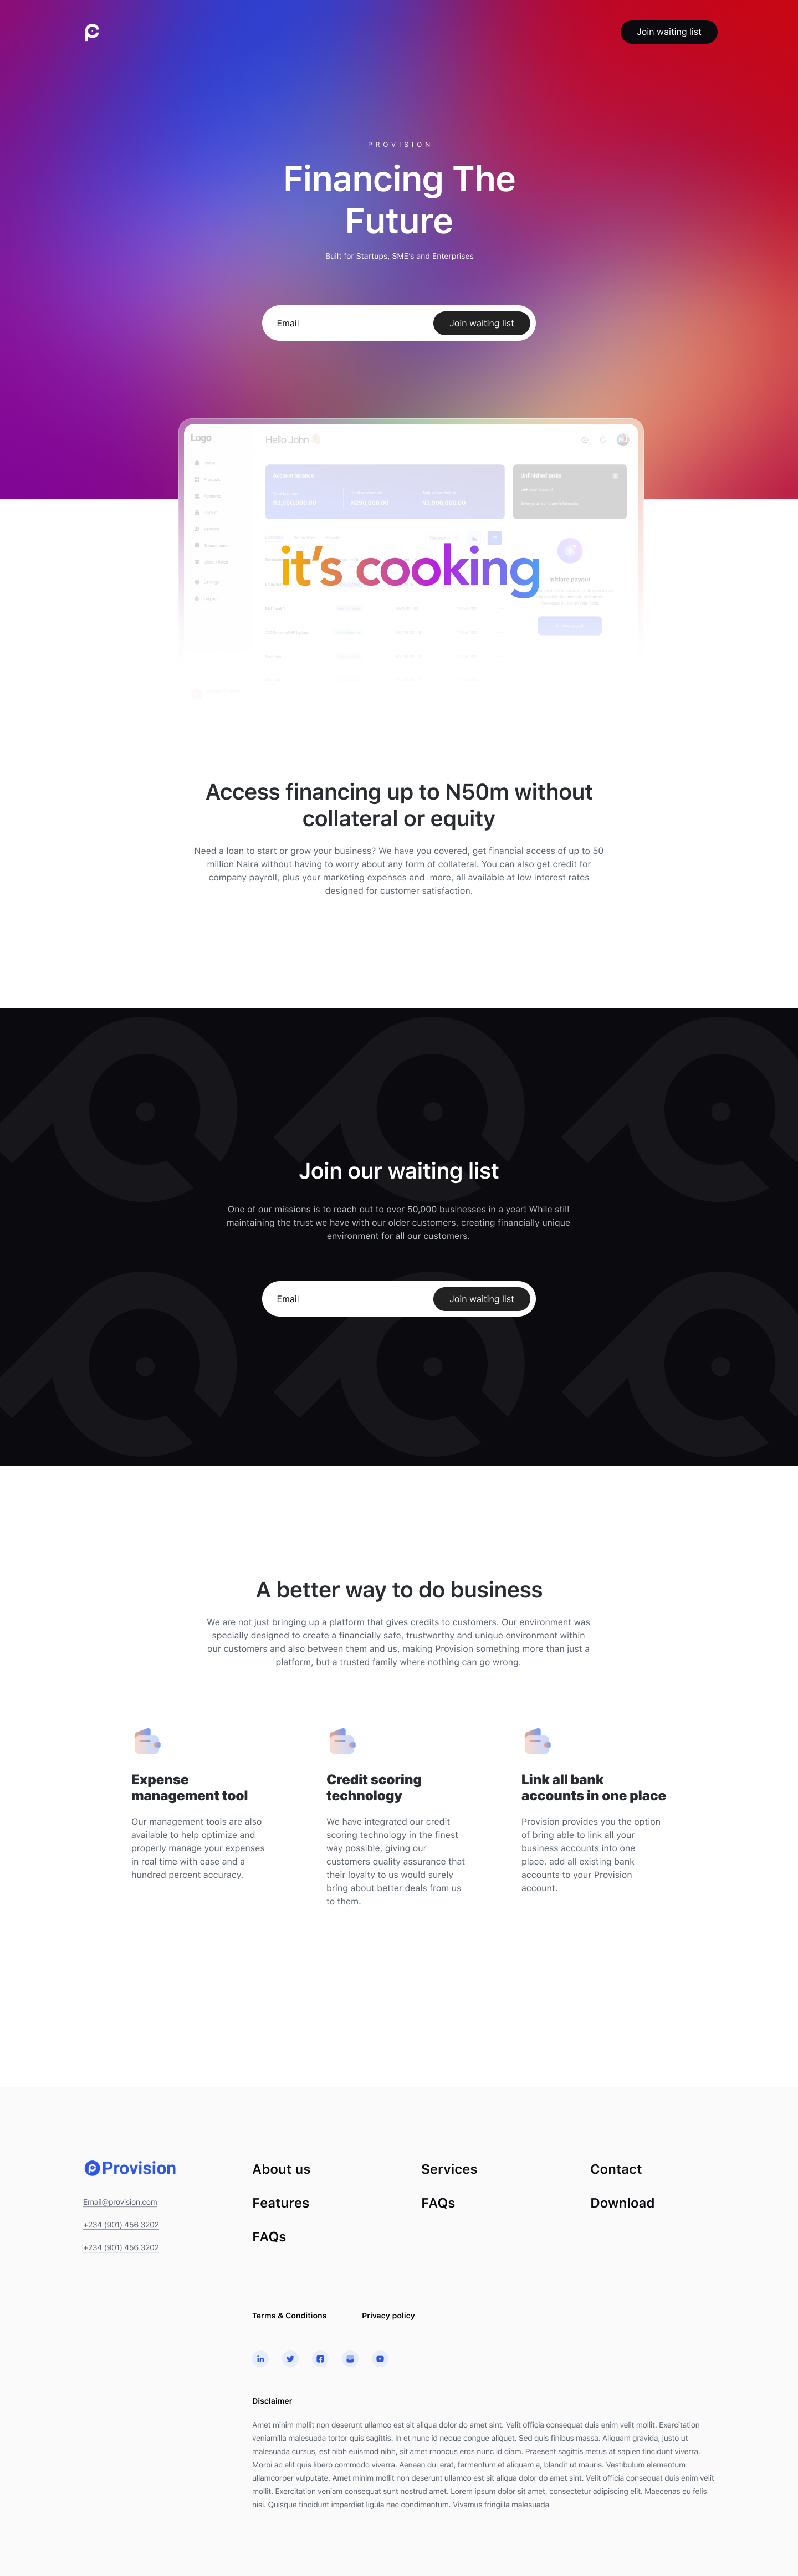 Join waiting list
PROVISION
Financing The
Future
Built for Startups, SME's and Enterprises
Email
Join waiting list
Logo
Hello John 👋🏻
Home
Products
Accounts
Payouts
Transactions
Settings
Log out
Account balance
Unfinished tasks
₦3,000,000.00
₦200,000.00
₦3,900,000.00
it's cooking
Initiate payout
Access financing up to N50m without
collateral or equity
Need a loan to start or grow your business? We have you covered, get financial access of up to 50
million Naira without having to worry about any form of collateral. You can also get credit for
company payroll, plus your marketing expenses and  more, all available at low interest rates
designed for customer satisfaction.
Join our waiting list
One of our missions is to reach out to over 50,000 businesses in a year! While still
maintaining the trust we have with our older customers, creating financially unique
environment for all our customers.
Email
Join waiting list
A better way to do business
We are not just bringing up a platform that gives credits to customers. Our environment was
specially designed to create a financially safe, trustworthy and unique environment within
our customers and also between them and us, making Provision something more than just a
platform, but a trusted family where nothing can go wrong.
Expense
management tool
Our management tools are also
available to help optimize and
properly manage your expenses
in real time with ease and a
hundred percent accuracy.
Credit scoring
technology
We have integrated our credit
scoring technology in the finest
way possible, giving our
customers quality assurance that
their loyalty to us would surely
bring about better deals from us
to them.
Link all bank
accounts in one place
Provision provides you the option
of bring able to link all your
business accounts into one
place, add all existing bank
accounts to your Provision
account.
Provision
Email@provision.com
+234 (901) 456 3202
+234 (901) 456 3202
About us
Features
FAQs
Services
FAQs
Contact
Download
Terms & Conditions
Privacy policy
Disclaimer
Amet minim mollit non deserunt ullamco est sit aliqua dolor do amet sint. Velit officia consequat duis enim velit mollit. Exercitation
veniamilla malesuada tortor quis sagittis. In et nunc id neque congue aliquet. Sed quis finibus massa. Aliquam gravida, justo ut
malesuada cursus, est nibh euismod nibh, sit amet rhoncus eros nunc id diam. Praesent sagittis metus at sapien tincidunt viverra.
Morbi ac elit quis libero commodo viverra. Aenean dui erat, fermentum et aliquam a, blandit ut mauris. Vestibulum elementum
ullamcorper vulputate. Amet minim mollit non deserunt ullamco est sit aliqua dolor do amet sint. Velit officia consequat duis enim velit
mollit. Exercitation veniam consequat sunt nostrud amet. Lorem ipsum dolor sit amet, consectetur adipiscing elit. Maecenas eu felis
nisi. Quisque tincidunt imperdiet ligula nec condimentum. Vivamus fringilla malesuada